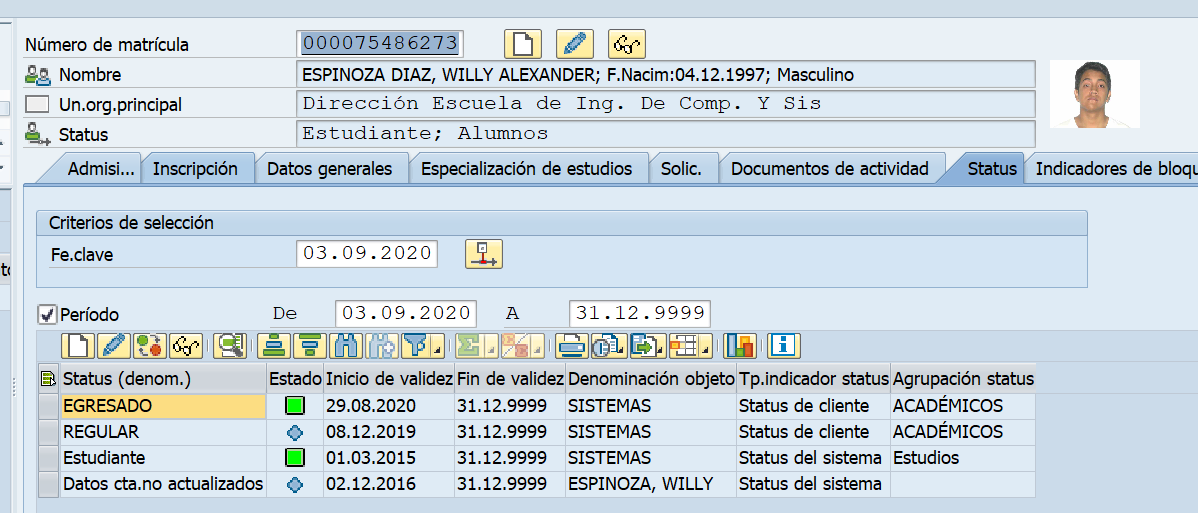 Número de matrícula 000075486273
Nombre ESPINOZA DIAZ, WILLY ALEXANDER; F.Nacim:04.12.1997; Masculino
Un.org.principal Dirección Escuela de Ing. De Comp. Y Sis
Status Estudiante; Alumnos
Admisi... Inscripción Datos generales Especialización de estudios Solic. Documentos de actividad Status Indicadores de bloqu
Criterios de selección
Fe.clave 03.09.2020
Período De 03.09.2020 A 31.12.9999
Status (denom.) Estado Inicio de validez Fin de validez Denominación objeto Tp.indicador status Agrupación status
EGRESADO 29.08.2020 31.12.9999 SISTEMAS Status de cliente ACADÉMICOS
REGULAR 08.12.2019 31.12.9999 SISTEMAS Status de cliente ACADÉMICOS
Estudiante 01.03.2015 31.12.9999 SISTEMAS Status del sistema Estudios
Datos cta.no actualizados 02.12.2016 31.12.9999 ESPINOZA, WILLY Status del sistema